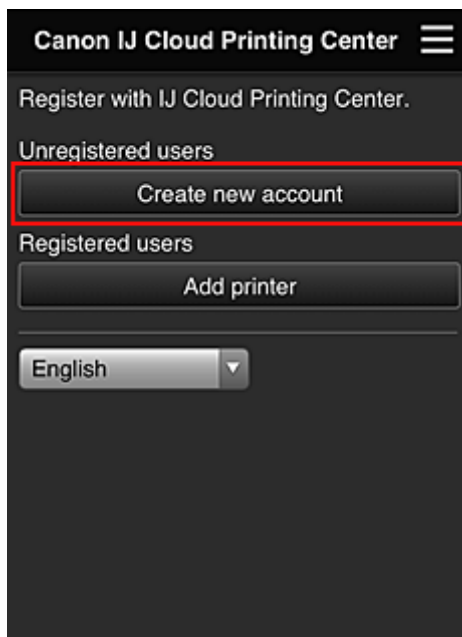 Canon IJ Cloud Printing Center
Register with IJ Cloud Printing Center.
Unregistered users
Create new account
Registered users
Add printer
English